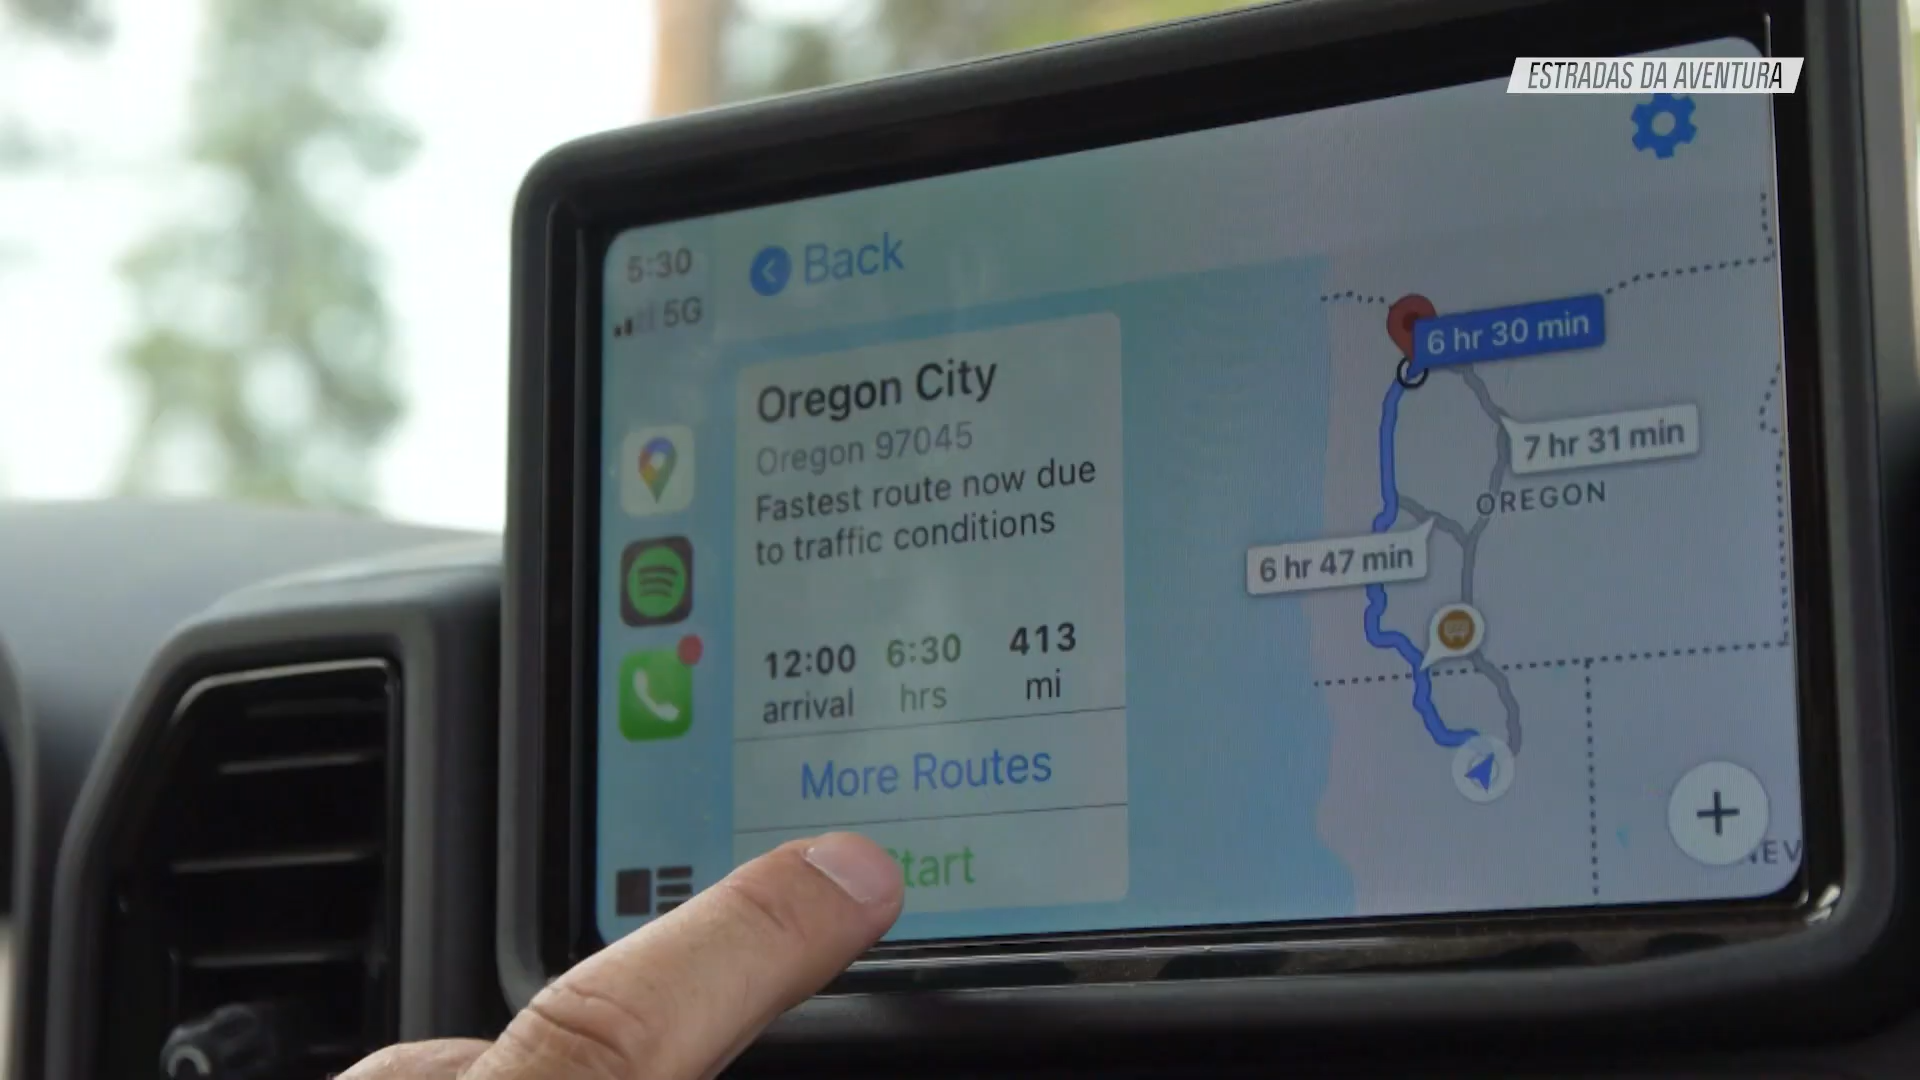 ESTRADAS DA AVENTURA
5:30
5G
Back
Oregon City
Oregon 97045
Fastest route now due
to traffic conditions
12:00 6:30 413
arrival hrs mi
More Routes
Start
6 hr 30 min
7 hr 31 min
OREGON
6 hr 47 min
NEV